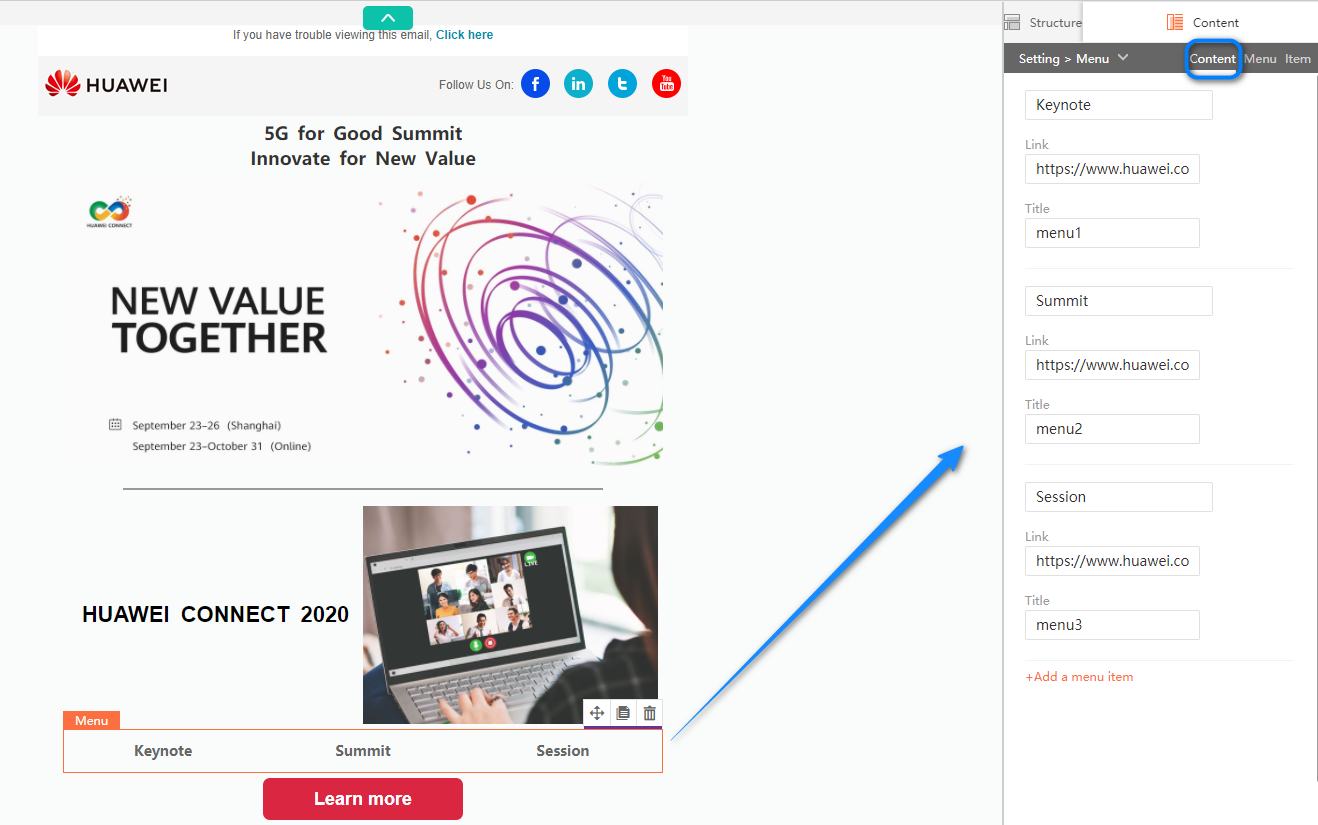 If you have trouble viewing this email, Click here
HUAWEI
Follow Us On:
f
in
t
You
Tube
5G for Good Summit
Innovate for New Value
HUAWEI CONNECT
NEW VALUE
TOGETHER
September 23–26 (Shanghai)
September 23–October 31 (Online)
HUAWEI CONNECT 2020
LIVE
Menu
Keynote Summit Session
Learn more
Structure Content
Setting > Menu Content Menu Item
Keynote
Link
https://www.huawei.co
Title
menu1
Summit
Link
https://www.huawei.co
Title
menu2
Session
Link
https://www.huawei.co
Title
menu3
+Add a menu item